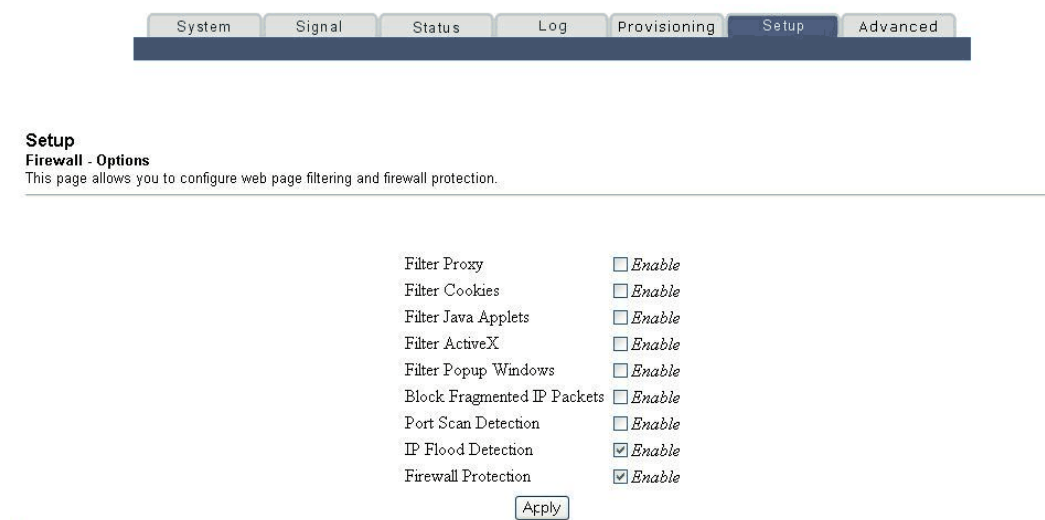 System Signal Status Log Provisioning Setup Advanced
Setup
Firewall - Options
This page allows you to configure web page filtering and firewall protection.
Filter Proxy Enable
Filter Cookies Enable
Filter Java Applets Enable
Filter ActiveX Enable
Filter Popup Windows Enable
Block Fragmented IP Packets Enable
Port Scan Detection Enable
IP Flood Detection Enable
Firewall Protection Enable
Apply